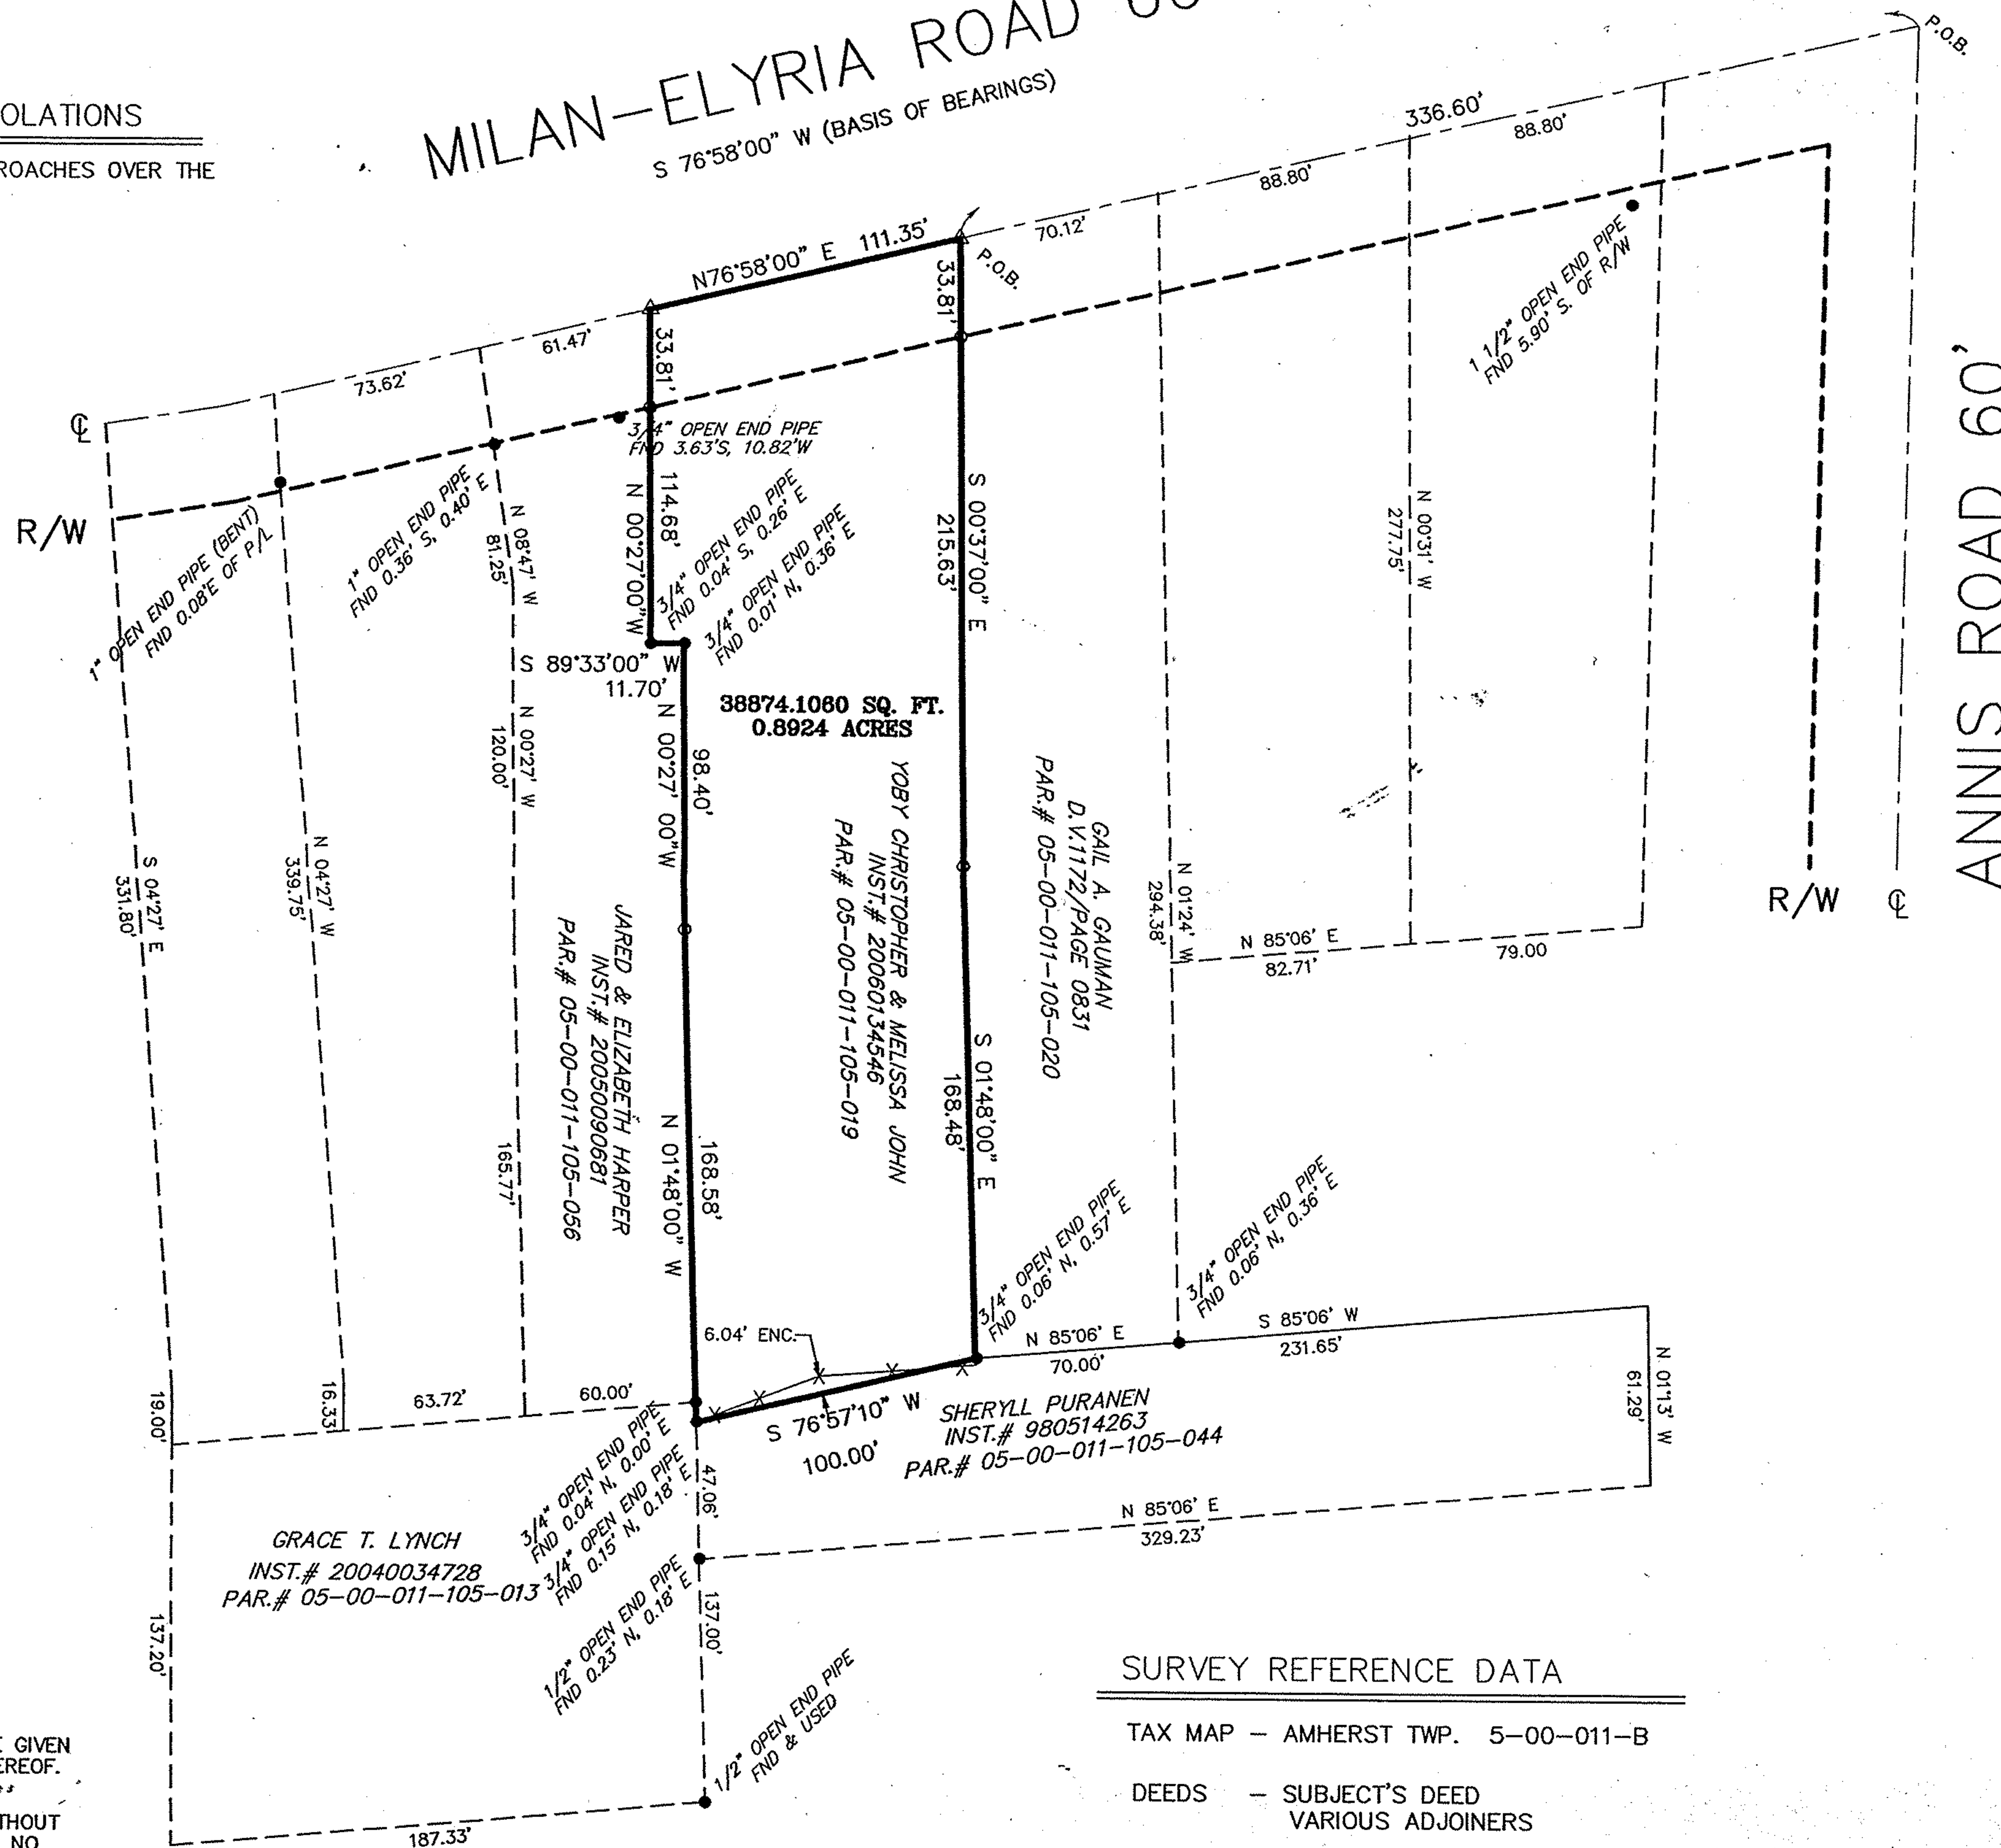 OLATIONS
ROACHES OVER THE
MILAN-ELYRIA ROAD
S 76°58'00" W (BASIS OF BEARINGS)
336.60'
88.80'
88.80'
70.12'
P.O.B.
N76°58'00" E 111.35'
P.O.B.
33.81'
33.81'
61.47'
73.62'
℄
R/W
1 1/2" OPEN END PIPE
FND 5.90' S. OF R/W
3/4" OPEN END PIPE
FND 3.63'S, 10.82'W
1" OPEN END PIPE (BENT)
FND 0.08'E OF P/L
1" OPEN END PIPE
FND 0.36' S, 0.40' E
N 08°47' W
81.25'
114.68'
N 00°27'00"W
3/4" OPEN END PIPE
FND 0.04' S, 0.26' E
3/4" OPEN END PIPE
FND 0.01' N, 0.36' E
S 00°37'00" E
215.63'
N 00°31' W
277.75'
ANNIS ROAD 60'
R/W
℄
S 89°33'00" W
11.70'
38874.1060 SQ. FT.
0.8924 ACRES
N 00°27' W
120.00'
N 00°27' 00"W
98.40'
YOBY CHRISTOPHER & MELISSA JOHN
INST.# 20060134546
PAR.# 05-00-011-105-019
GAIL A. GAUMAN
D.V.1172/PAGE 0831
PAR.# 05-00-011-105-020
S 04°27' E
331.80'
N 04°27' W
339.75'
JARED & ELIZABETH HARPER
INST.# 20050090681
PAR.# 05-00-011-105-056
N 01°24' W
294.38'
N 85°06' E
82.71'
79.00
165.77'
N 01°48'00" W
168.58'
S 01°48'00" E
168.48'
3/4" OPEN END PIPE
FND 0.06' N, 0.57' E
3/4" OPEN END PIPE
FND 0.06' N, 0.36' E
6.04' ENC.
N 85°06' E
70.00'
S 85°06' W
231.65'
N 01°13' W
61.29'
19.00'
16.33'
63.72'
60.00'
S 76°57'10" W
100.00'
SHERYLL PURANEN
INST.# 980514263
PAR.# 05-00-011-105-044
3/4" OPEN END PIPE
FND 0.04' N, 0.00' E
3/4" OPEN END PIPE
FND 0.15' N, 0.18' E
47.06'
N 85°06' E
329.23'
GRACE T. LYNCH
INST.# 20040034728
PAR.# 05-00-011-105-013
1/2" OPEN END PIPE
FND 0.23' N, 0.18' E
137.00'
137.20'
1/2" OPEN END PIPE
FND & USED
187.33'
SURVEY REFERENCE DATA
TAX MAP - AMHERST TWP. 5-00-011-B
DEEDS - SUBJECT'S DEED
VARIOUS ADJOINERS
GIVEN
EREOF.
THOUT
NO